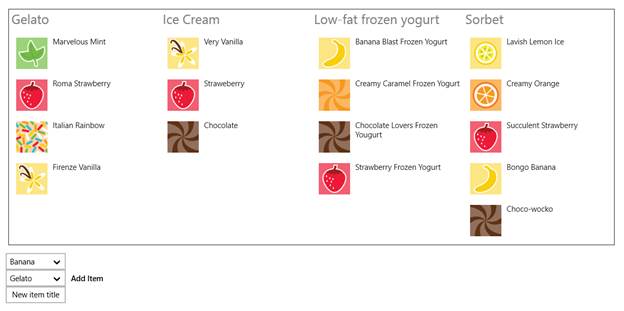 Gelato
Marvelous Mint
Roma Strawberry
Italian Rainbow
Firenze Vanilla
Ice Cream
Very Vanilla
Straweberry
Chocolate
Low-fat frozen yogurt
Banana Blast Frozen Yogurt
Creamy Caramel Frozen Yogurt
Chocolate Lovers Frozen
Yougurt
Strawberry Frozen Yogurt
Sorbet
Lavish Lemon Ice
Creamy Orange
Succulent Strawberry
Bongo Banana
Choco-wocko
Banana
Gelato Add Item
New item title